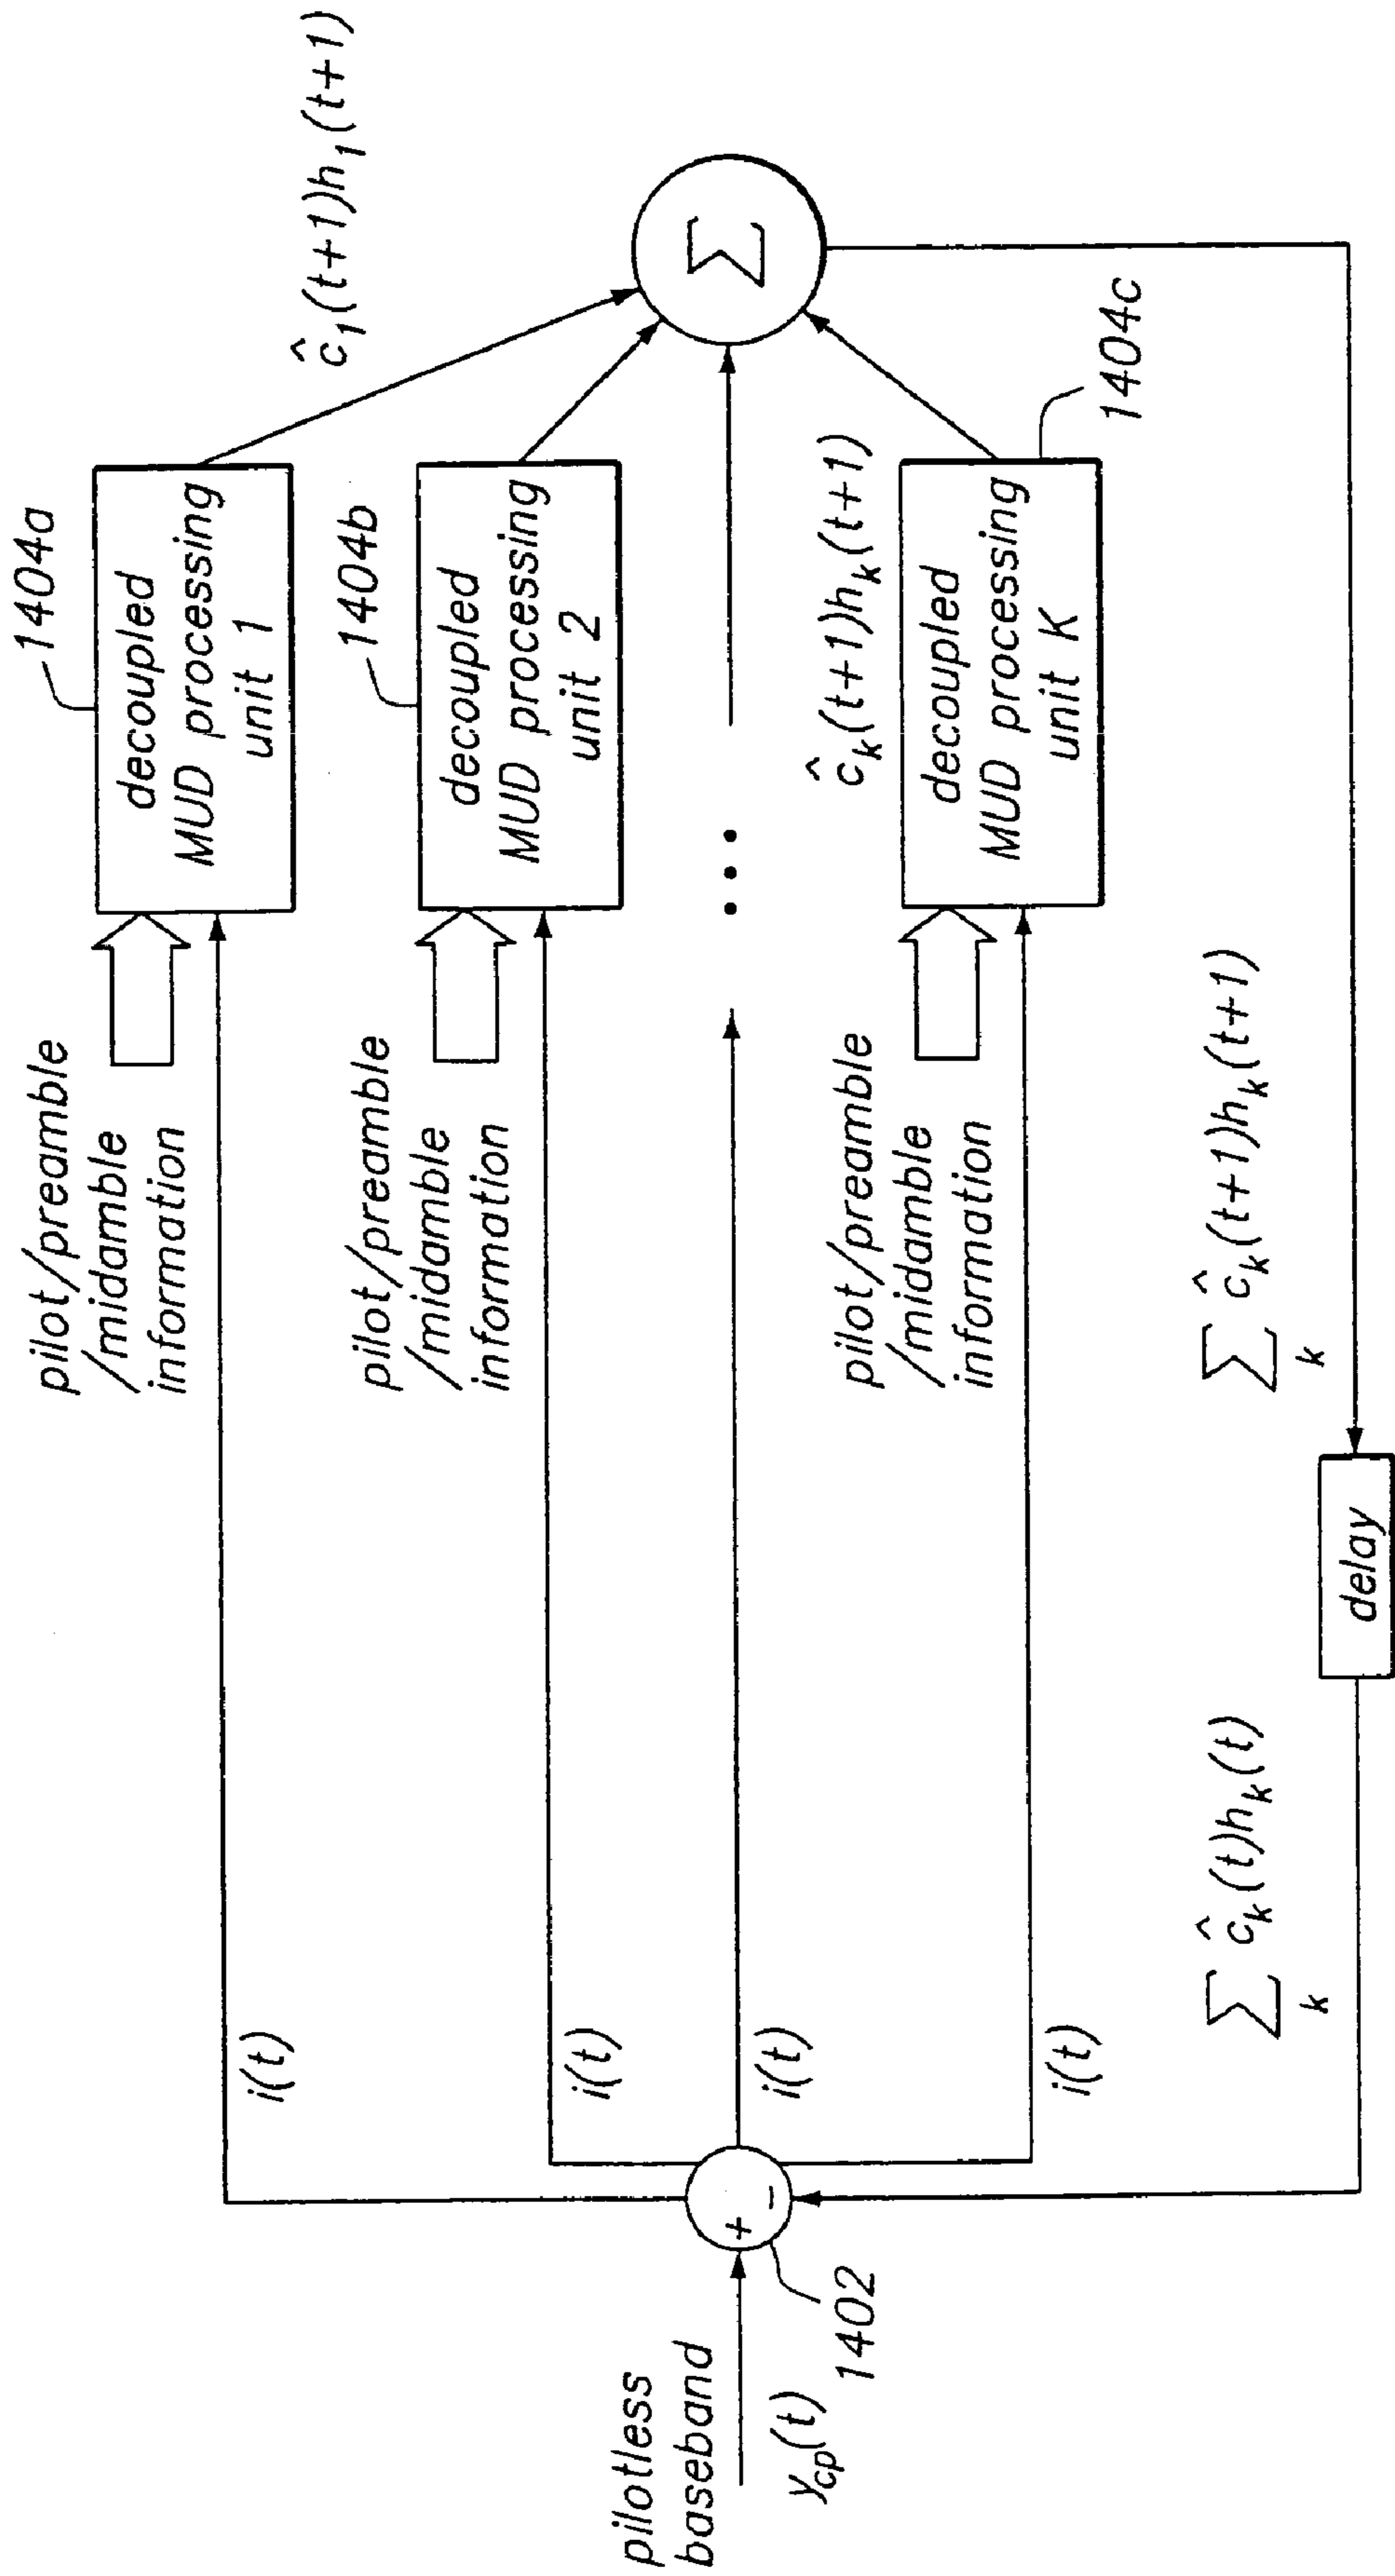 pilotless
baseband
y_cp(t)
+
−
1402
i(t)
i(t)
i(t)
i(t)
pilot/preamble
/midamble
information
1404a
decoupled
MUD processing
unit 1
ĉ_1(t+1)h_1(t+1)
pilot/preamble
/midamble
information
1404b
decoupled
MUD processing
unit 2
• • •
pilot/preamble
/midamble
information
ĉ_k(t+1)h_k(t+1)
decoupled
MUD processing
unit K
1404c
∑
∑_k ĉ_k(t)h_k(t)
delay
∑_k ĉ_k(t+1)h_k(t+1)